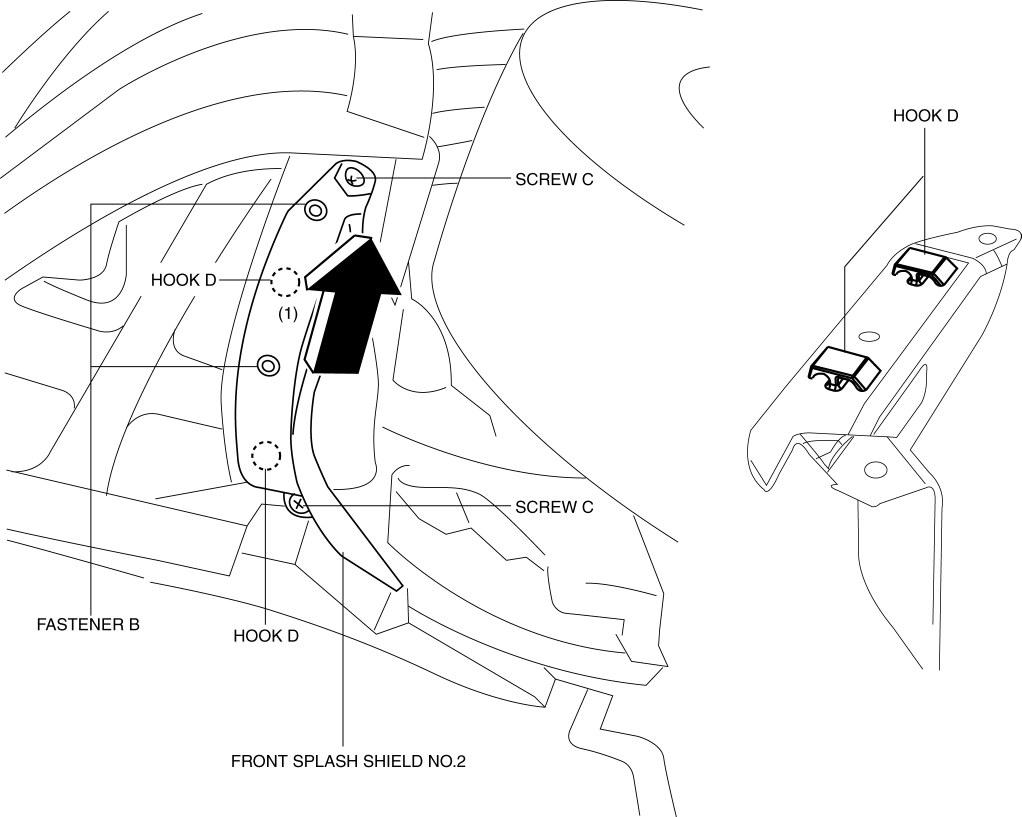 HOOK D
SCREW C
HOOK D
(1)
SCREW C
FASTENER B
HOOK D
FRONT SPLASH SHIELD NO.2